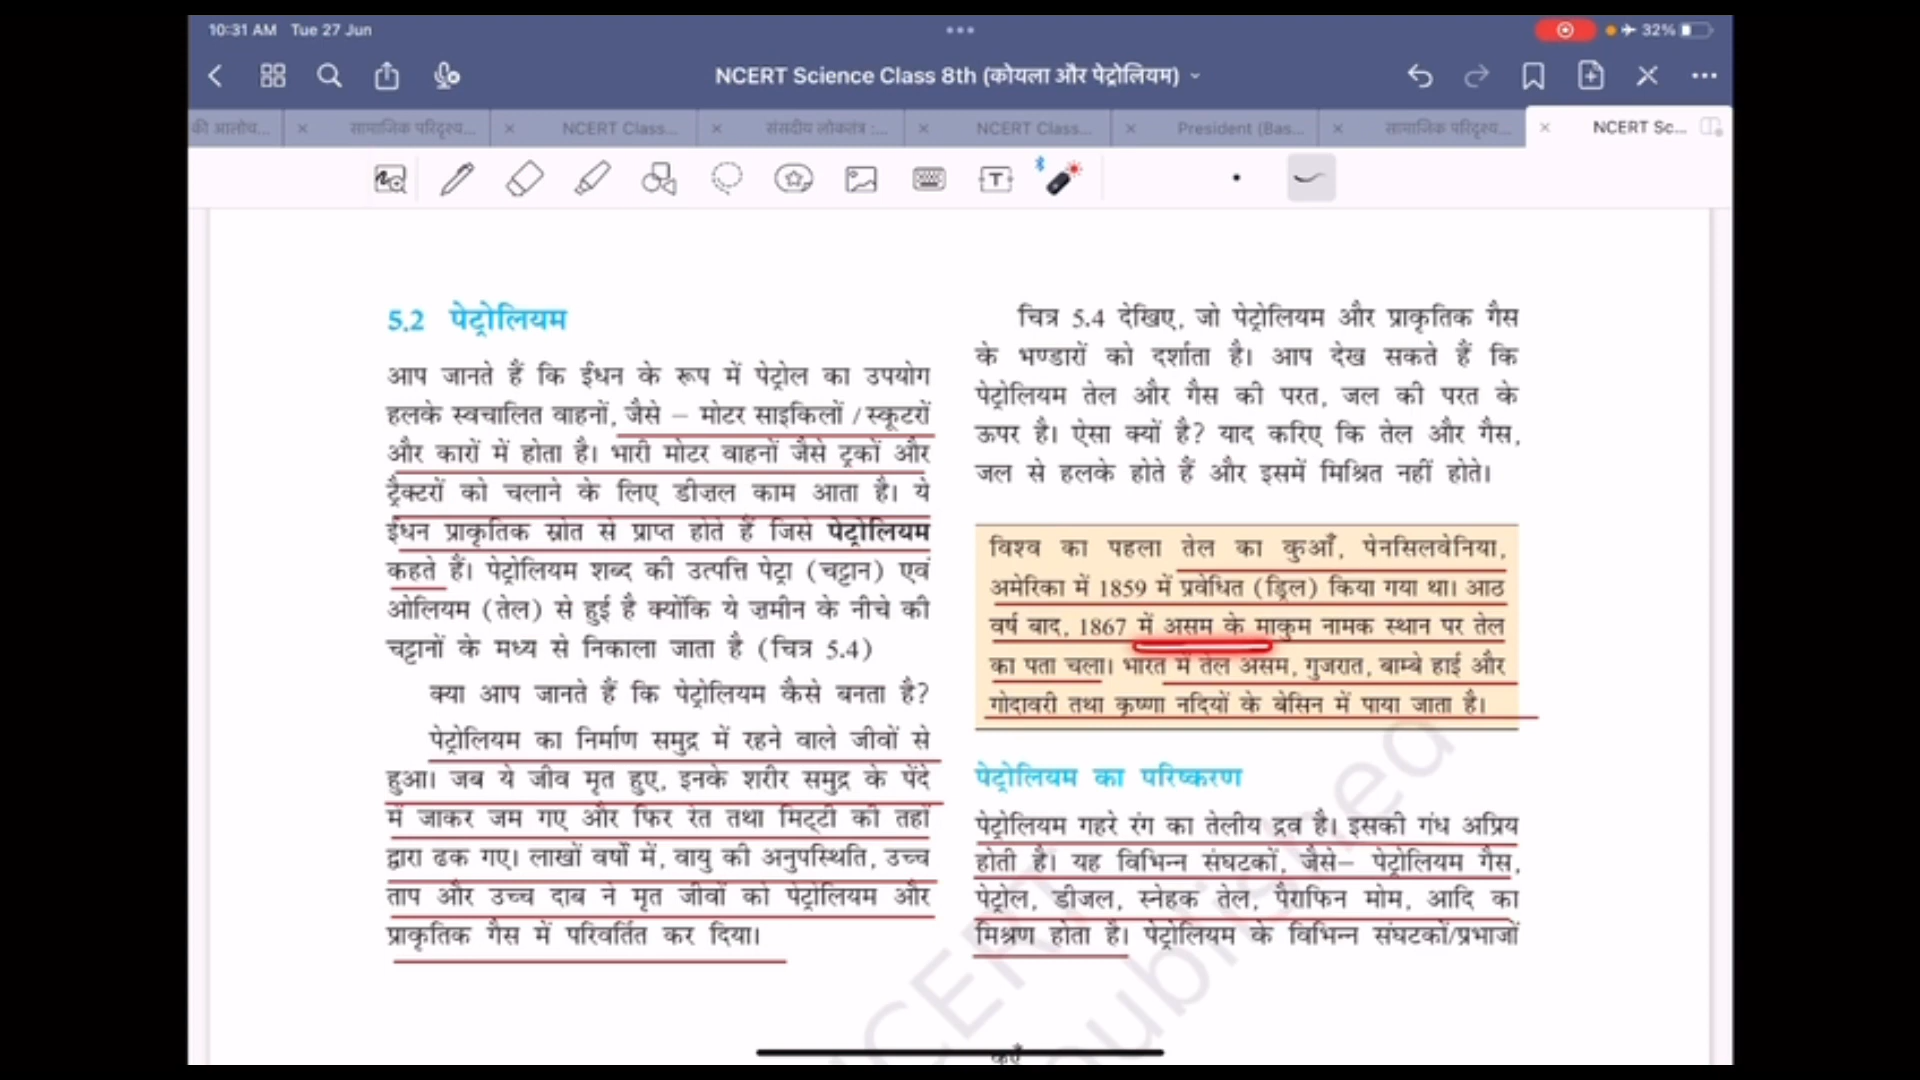 10:31 AM Tue 27 Jun
32%
NCERT Science Class 8th (कोयला और पेट्रोलियम)
की आलोच...
सामाजिक परिदृश्य...
NCERT Class...
संसदीय लोकतंत्र :...
NCERT Class...
President (Bas...
सामाजिक परिदृश्य...
NCERT Sc...
5.2 पेट्रोलियम
आप जानते हैं कि ईंधन के रूप में पेट्रोल का उपयोग
हलके स्वचालित वाहनों, जैसे – मोटर साइकिलों / स्कूटरों
और कारों में होता है। भारी मोटर वाहनों जैसे ट्रकों और
ट्रैक्टरों को चलाने के लिए डीज़ल काम आता है। ये
ईंधन प्राकृतिक स्रोत से प्राप्त होते हैं जिसे पेट्रोलियम
कहते हैं। पेट्रोलियम शब्द की उत्पत्ति पेट्रा (चट्टान) एवं
ओलियम (तेल) से हुई है क्योंकि ये ज़मीन के नीचे की
चट्टानों के मध्य से निकाला जाता है (चित्र 5.4)
क्या आप जानते हैं कि पेट्रोलियम कैसे बनता है?
पेट्रोलियम का निर्माण समुद्र में रहने वाले जीवों से
हुआ। जब ये जीव मृत हुए, इनके शरीर समुद्र के पेंदे
में जाकर जम गए और फिर रेत तथा मिट्टी की तहों
द्वारा ढक गए। लाखों वर्षों में, वायु की अनुपस्थिति, उच्च
ताप और उच्च दाब ने मृत जीवों को पेट्रोलियम और
प्राकृतिक गैस में परिवर्तित कर दिया।
चित्र 5.4 देखिए, जो पेट्रोलियम और प्राकृतिक गैस
के भण्डारों को दर्शाता है। आप देख सकते हैं कि
पेट्रोलियम तेल और गैस की परत, जल की परत के
ऊपर है। ऐसा क्यों है? याद करिए कि तेल और गैस,
जल से हलके होते हैं और इसमें मिश्रित नहीं होते।
विश्व का पहला तेल का कुआँ, पेनसिलवेनिया,
अमेरिका में 1859 में प्रवेधित (ड्रिल) किया गया था। आठ
वर्ष बाद, 1867 में असम के माकुम नामक स्थान पर तेल
का पता चला। भारत में तेल असम, गुजरात, बाम्बे हाई और
गोदावरी तथा कृष्णा नदियों के बेसिन में पाया जाता है।
पेट्रोलियम का परिष्करण
पेट्रोलियम गहरे रंग का तेलीय द्रव है। इसकी गंध अप्रिय
होती है। यह विभिन्न संघटकों, जैसे– पेट्रोलियम गैस,
पेट्रोल, डीजल, स्नेहक तेल, पैराफिन मोम, आदि का
मिश्रण होता है। पेट्रोलियम के विभिन्न संघटकों/प्रभाजों